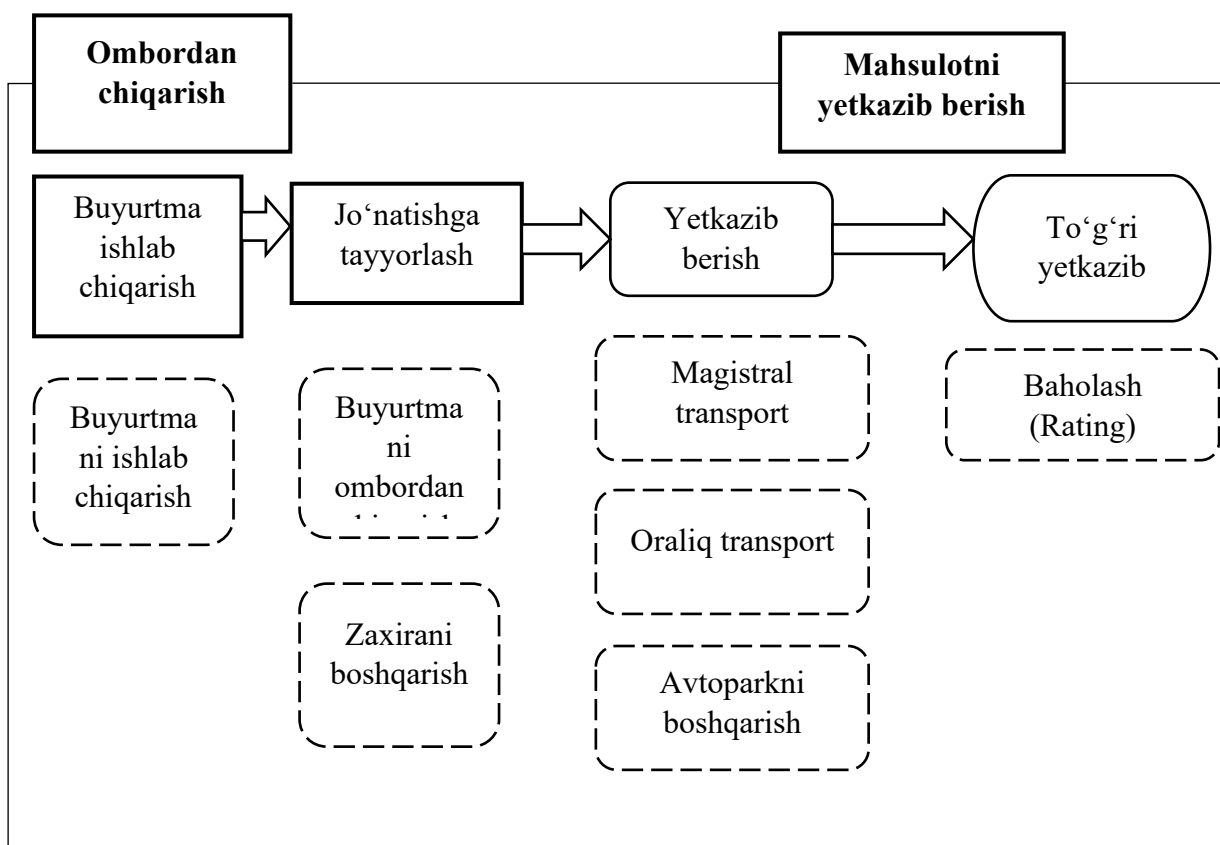 Ombordan
chiqarish
Mahsulotni
yetkazib berish
Buyurtma
ishlab
chiqarish
Jo‘natishga
tayyorlash
Yetkazib
berish
To‘g‘ri
yetkazib
Buyurtma
ni ishlab
chiqarish
Buyurtma
ni
ombordan
Zaxirani
boshqarish
Magistral
transport
Oraliq transport
Avtoparkni
boshqarish
Baholash
(Rating)